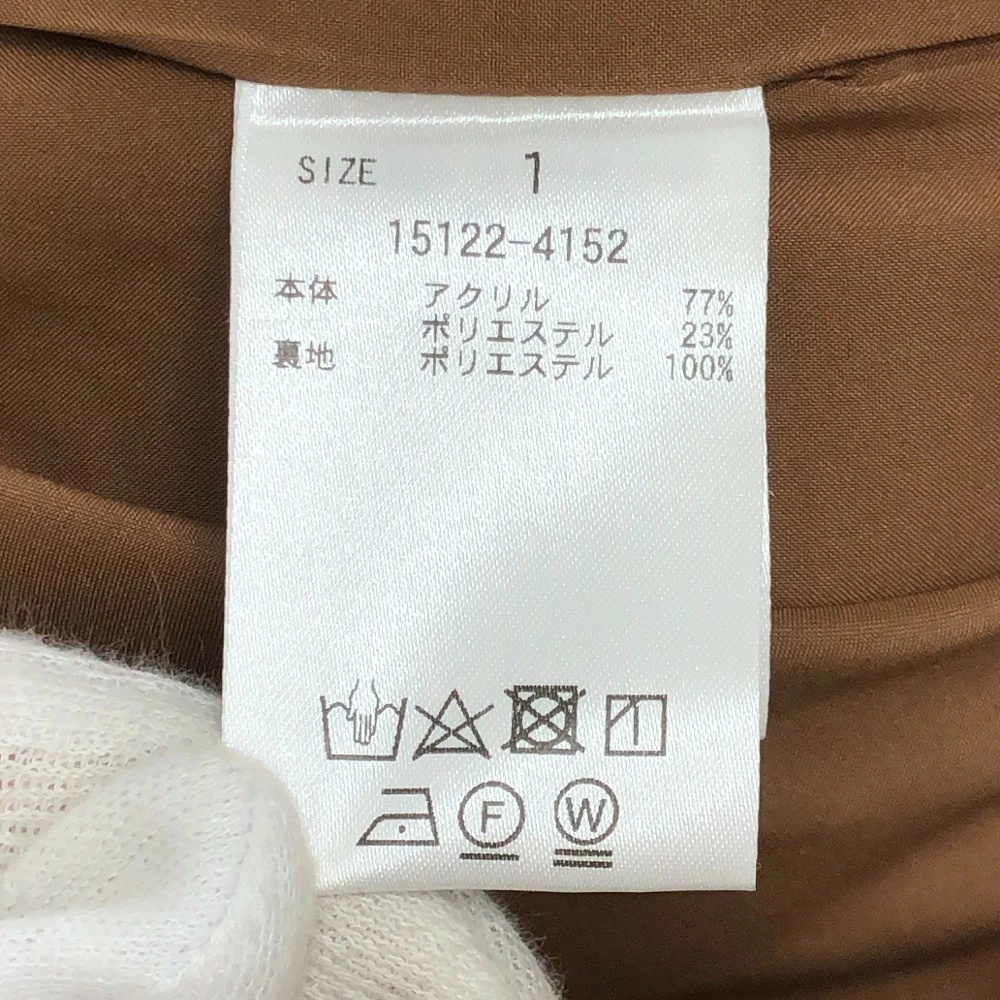 SIZE 1
15122-4152
本体 アクリル 77%
ポリエステル 23%
裏地 ポリエステル 100%
F W